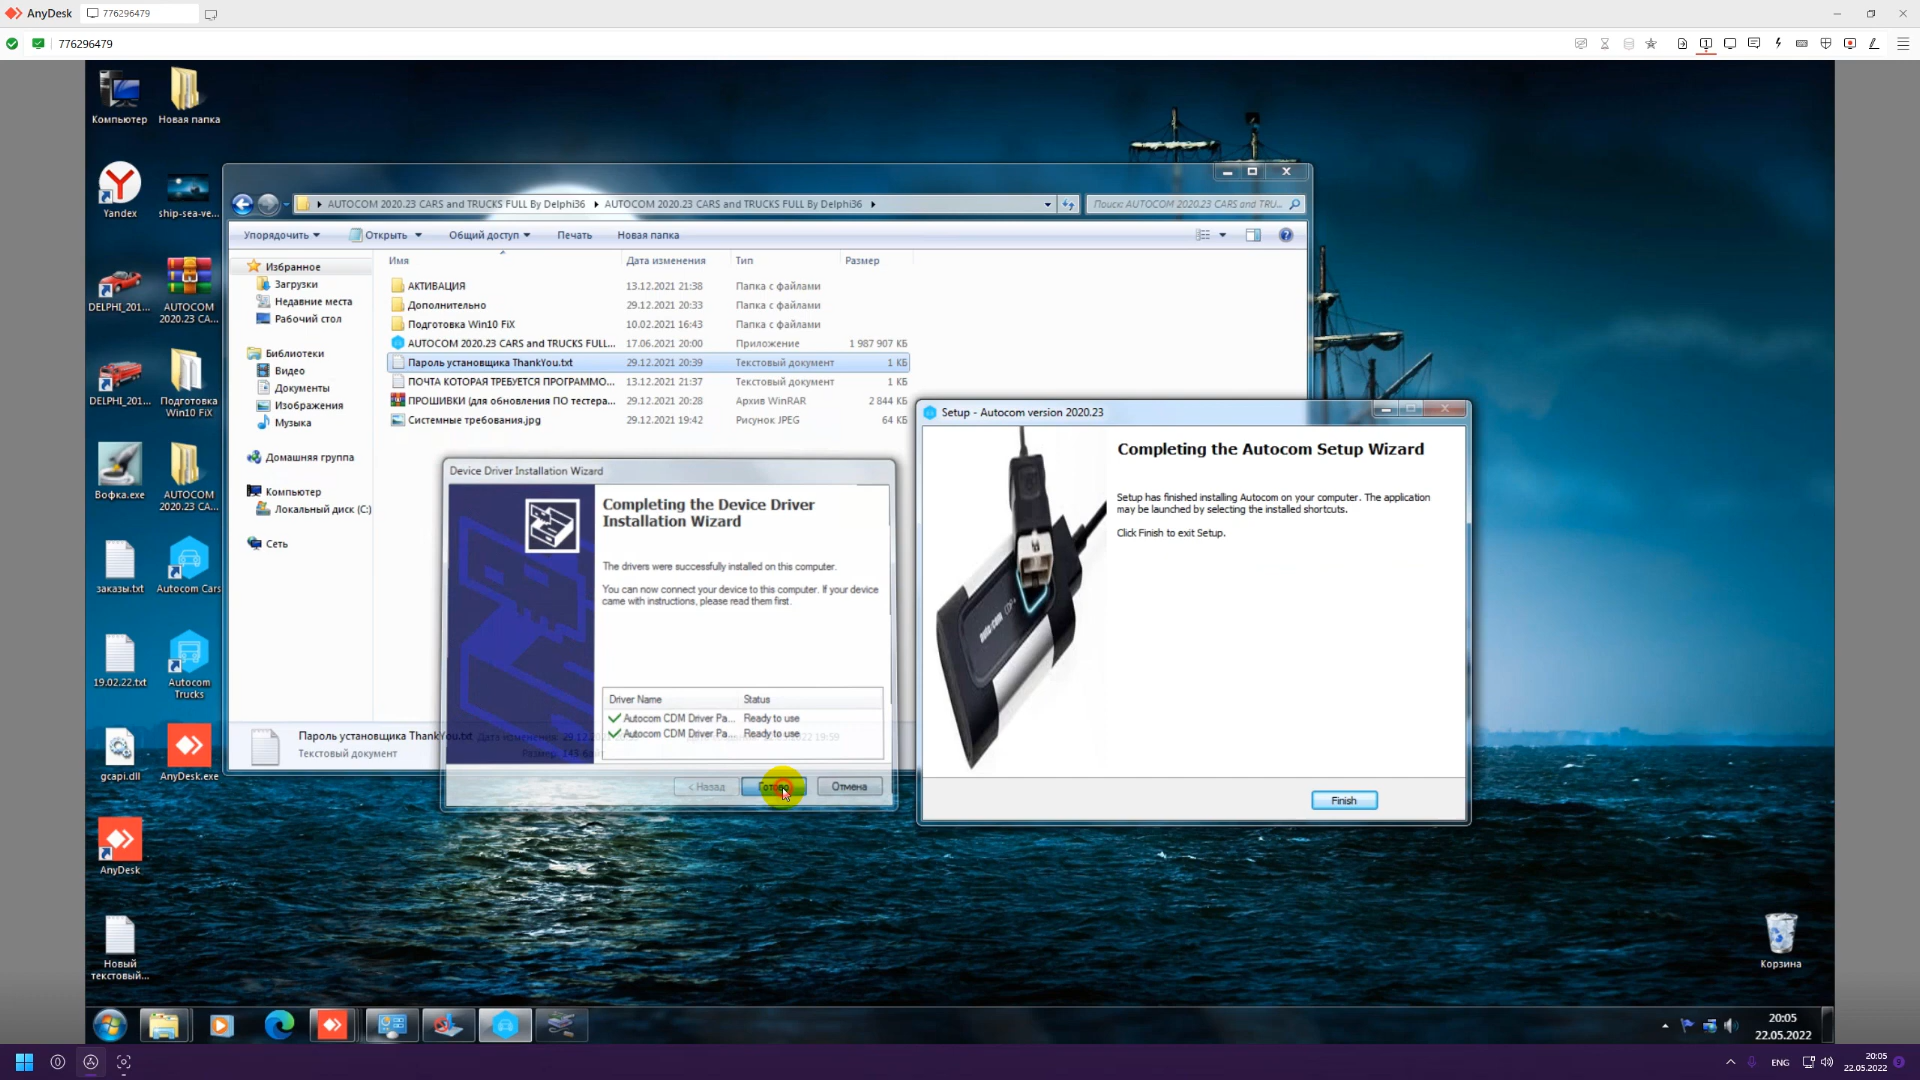 AnyDesk
776296479
776296479
Компьютер
Новая папка
Yandex
ship-sea-ve...
DELPHI_201...
AUTOCOM
2020.23 CA...
DELPHI_201...
Подготовка
Win10 FiX
Вофка.exe
AUTOCOM
2020.23 CA...
заказы.txt
Autocom Cars
19.02.22.txt
Autocom
Trucks
gcapi.dll
AnyDesk.exe
AnyDesk
Новый
текстовый...
Корзина
AUTOCOM 2020.23 CARS and TRUCKS FULL By Delphi36
AUTOCOM 2020.23 CARS and TRUCKS FULL By Delphi36
Поиск: AUTOCOM 2020.23 CARS and TRU...
Упорядочить
Открыть
Общий доступ
Печать
Новая папка
Избранное
Загрузки
Недавние места
Рабочий стол
Библиотеки
Видео
Документы
Изображения
Музыка
Домашняя группа
Компьютер
Локальный диск (C:)
Сеть
Имя Дата изменения Тип Размер
АКТИВАЦИЯ 13.12.2021 21:38 Папка с файлами
Дополнительно 29.12.2021 20:33 Папка с файлами
Подготовка Win10 FiX 10.02.2021 16:43 Папка с файлами
AUTOCOM 2020.23 CARS and TRUCKS FULL... 17.06.2021 20:00 Приложение 1 987 907 КБ
Пароль установщика ThankYou.txt 29.12.2021 20:39 Текстовый документ 1 КБ
ПОЧТА КОТОРАЯ ТРЕБУЕТСЯ ПРОГРАММО... 13.12.2021 21:37 Текстовый документ 1 КБ
ПРОШИВКИ (для обновления ПО тестера... 29.12.2021 20:28 Архив WinRAR 2 844 КБ
Системные требования.jpg 29.12.2021 19:42 Рисунок JPEG 64 КБ
Пароль установщика ThankYou.txt
Текстовый документ
Device Driver Installation Wizard
Completing the Device Driver
Installation Wizard
The drivers were successfully installed on this computer.
You can now connect your device to this computer. If your device
came with instructions, please read them first.
Driver Name Status
Autocom CDM Driver Pa... Ready to use
Autocom CDM Driver Pa... Ready to use
< Назад
Готово
Отмена
Setup - Autocom version 2020.23
Completing the Autocom Setup Wizard
Setup has finished installing Autocom on your computer. The application
may be launched by selecting the installed shortcuts.
Click Finish to exit Setup.
Finish
20:05
22.05.2022
ENG
20:05
22.05.2022